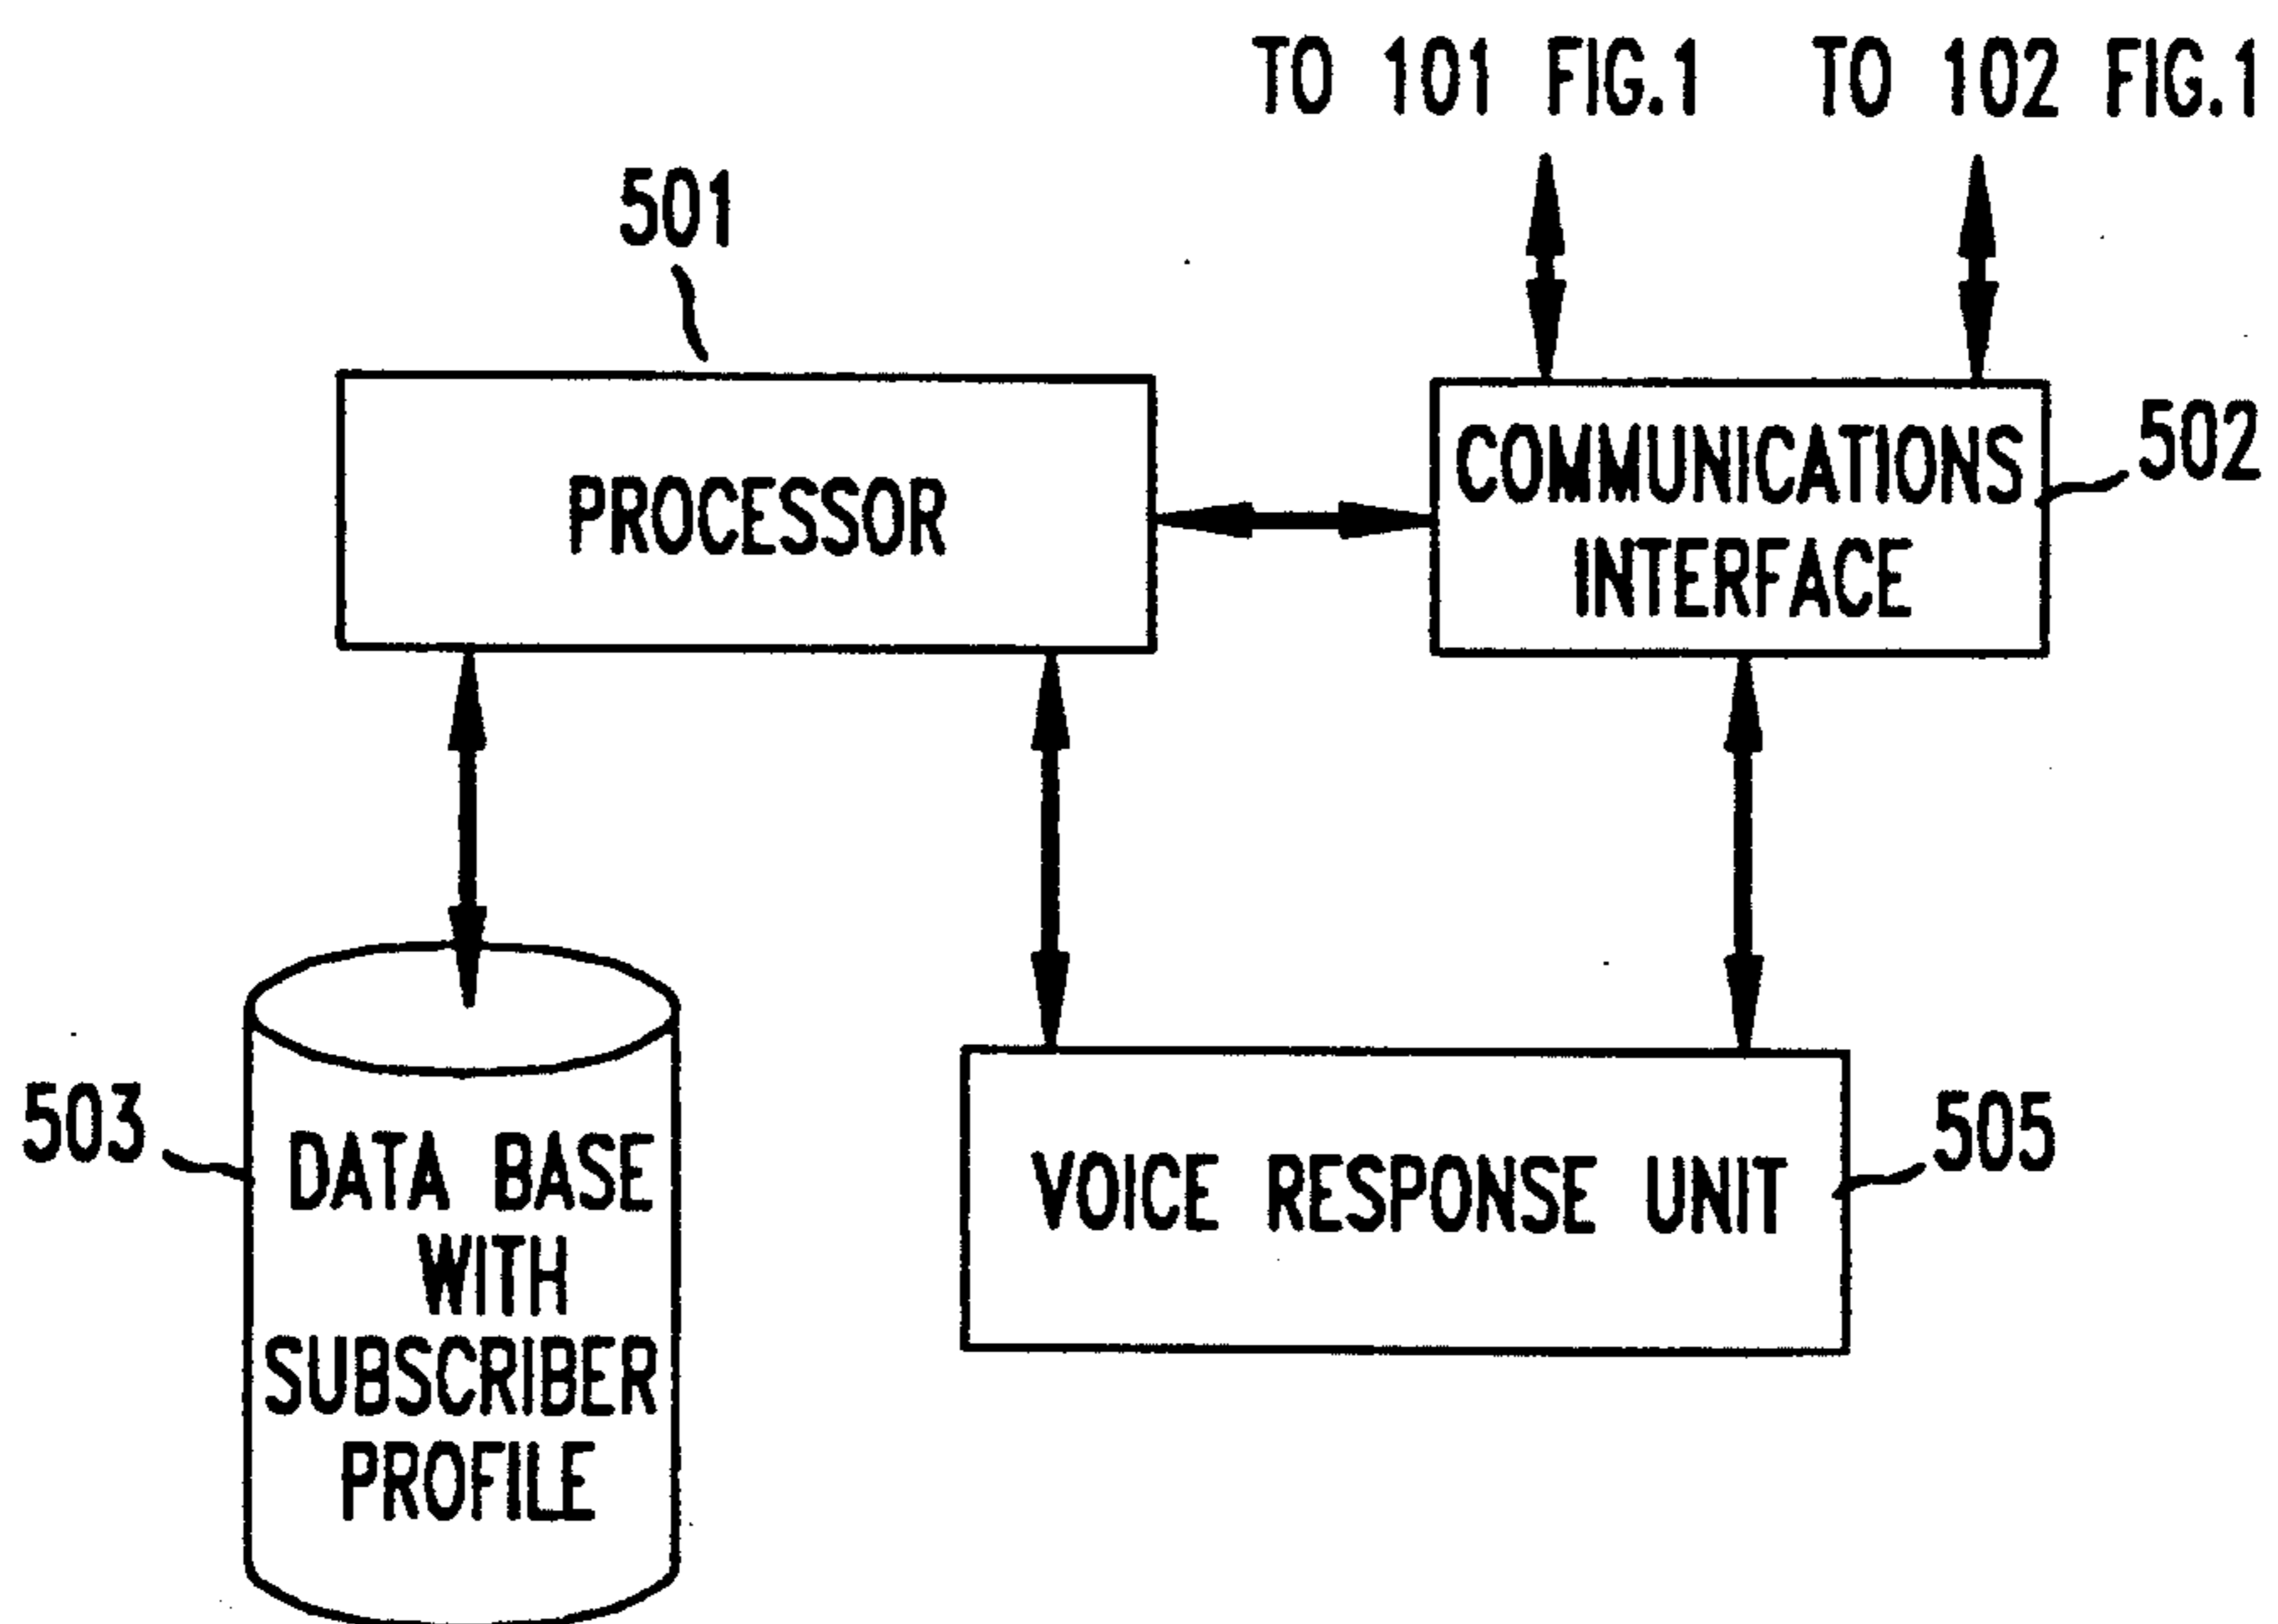 TO 101 FIG.1
TO 102 FIG.1
501
PROCESSOR
COMMUNICATIONS
INTERFACE
502
503
DATA BASE
WITH
SUBSCRIBER
PROFILE
VOICE RESPONSE UNIT
505